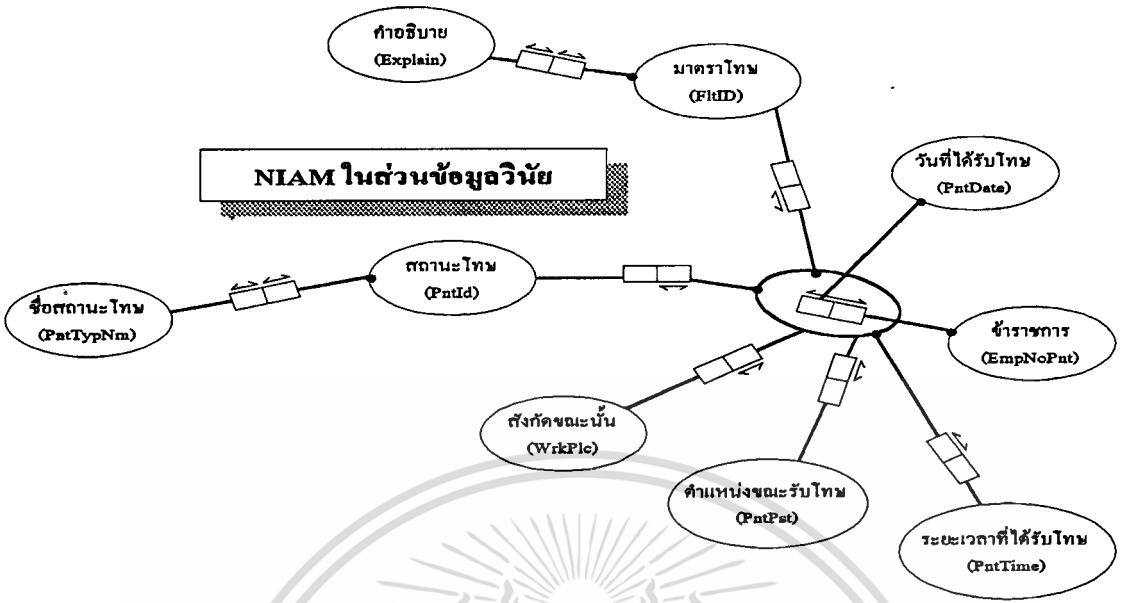 คำอธิบาย
(Explain)
มาตราโทษ
(FltID)
NIAM ในส่วนข้อมูลวินัย
วันที่ได้รับโทษ
(PntDate)
สถานะโทษ
(PntId)
ชื่อสถานะโทษ
(PntTypNm)
ข้าราชการ
(EmpNoPnt)
สังกัดขณะนั้น
(WrkPlc)
ตำแหน่งขณะรับโทษ
(PntPst)
ระยะเวลาที่ได้รับโทษ
(PntTime)